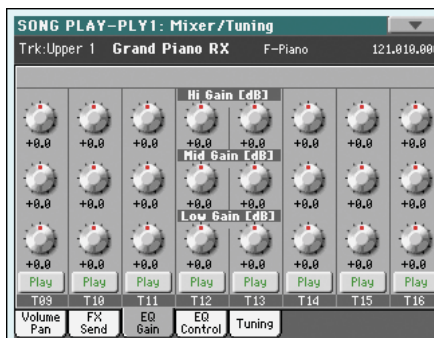 SONG PLAY-PLY1: Mixer/Tuning
Trk:Upper 1 Grand Piano RX F-Piano 121.010.00
Hi Gain [dB]
+0.0 +0.0 +0.0 +0.0 +0.0 +0.0 +0.0 +0.0
Mid Gain [dB]
+0.0 +0.0 +0.0 +0.0 +0.0 +0.0 +0.0 +0.0
Low Gain [dB]
+0.0 +0.0 +0.0 +0.0 +0.0 +0.0 +0.0 +0.0
Play Play Play Play Play Play Play Play
T09 T10 T11 T12 T13 T14 T15 T16
Volume Pan FX Send EQ Gain EQ Control Tuning